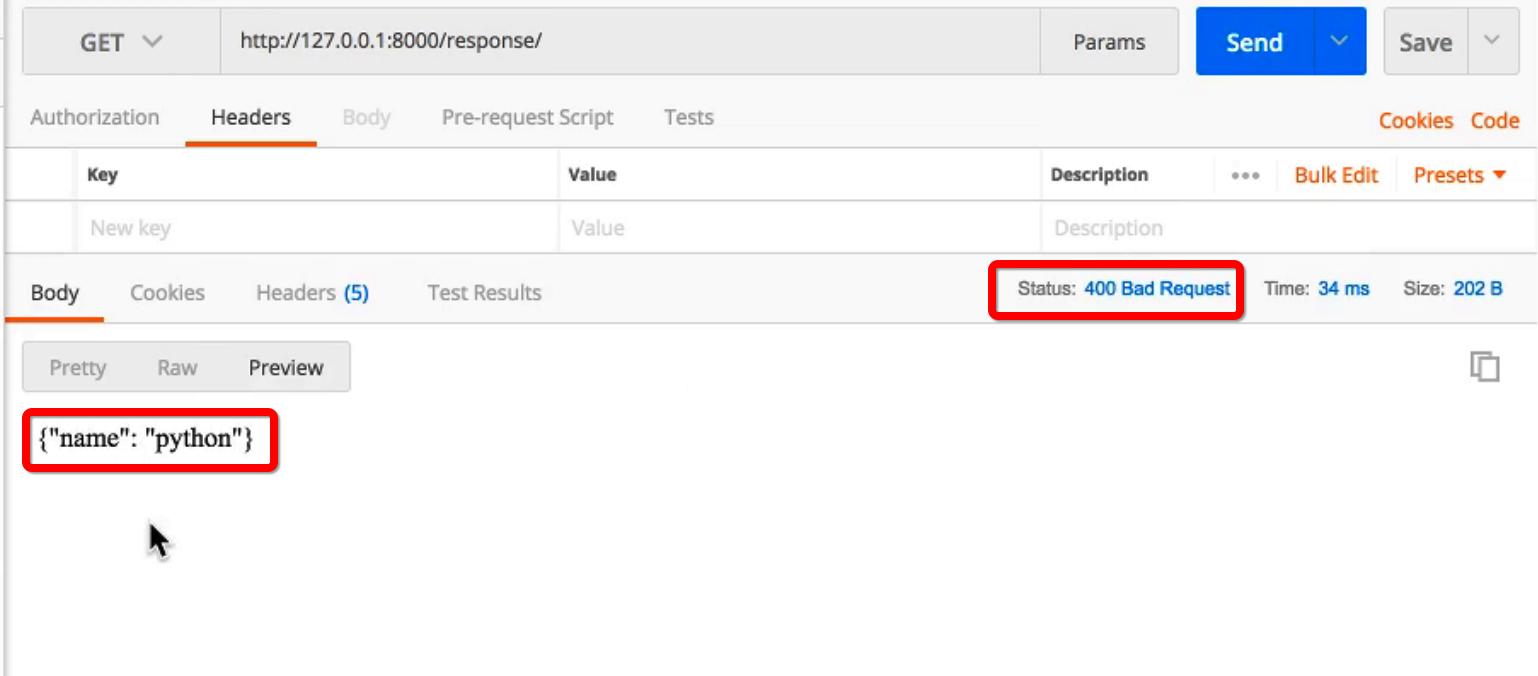 GET http://127.0.0.1:8000/response/ Params Send Save
Authorization Headers Body Pre-request Script Tests Cookies Code
Key Value Description ••• Bulk Edit Presets
New key Value Description
Body Cookies Headers (5) Test Results Status: 400 Bad Request Time: 34 ms Size: 202 B
Pretty Raw Preview
{"name": "python"}